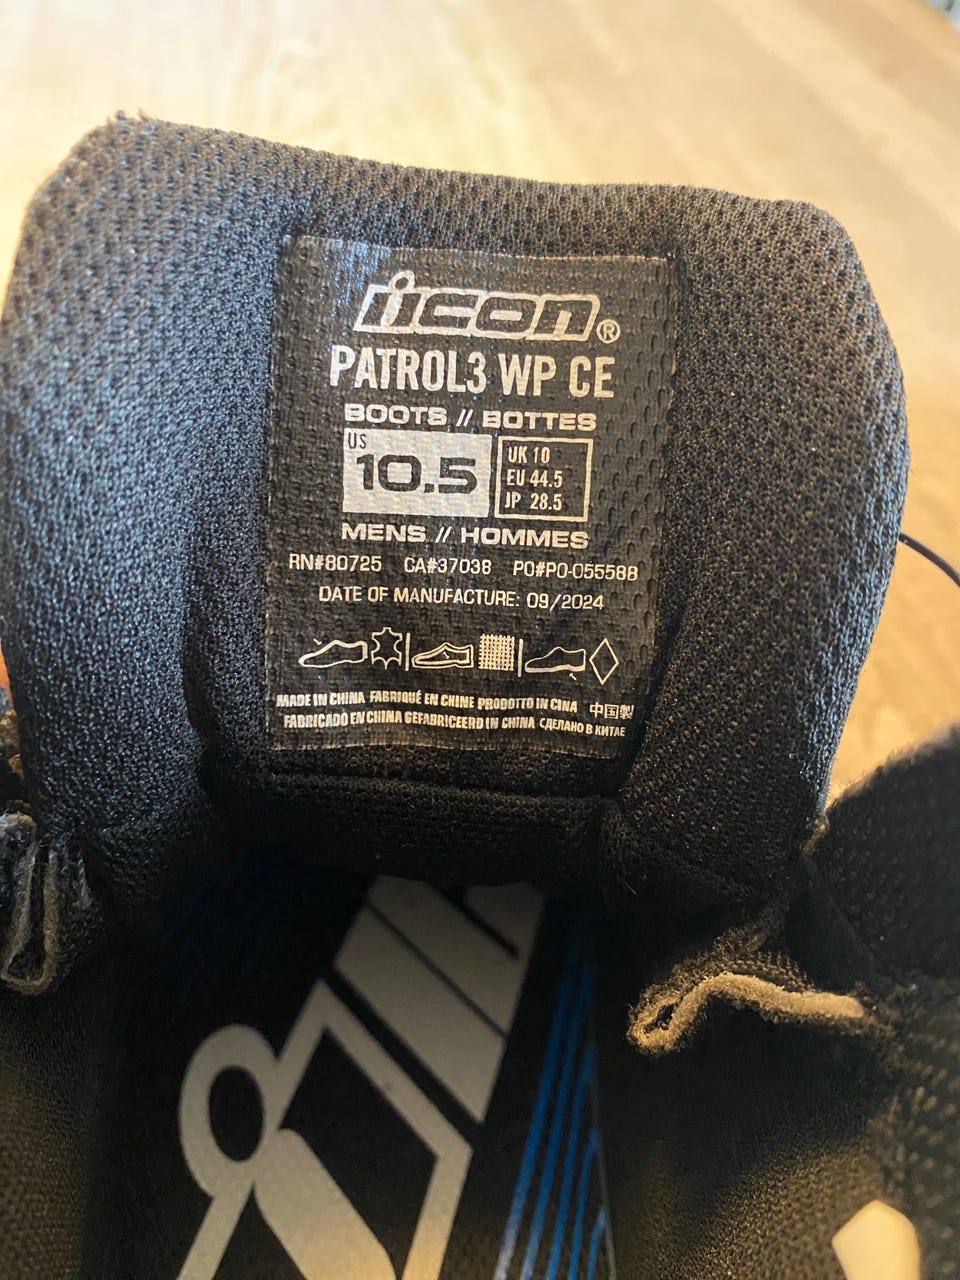 iicon®
PATROL3 WP CE
BOOTS // BOTTES
US
10.5
UK 10
EU 44.5
JP 28.5
MENS // HOMMES
RN#80725 CA#37038 PO#PO-055588
DATE OF MANUFACTURE: 09/2024
MADE IN CHINA FABRIQUÉ EN CHINE PRODOTTO IN CINA 中国製
FABRICADO EN CHINA GEFABRICEERD IN CHINA СДЕЛАНО В КИТАЕ